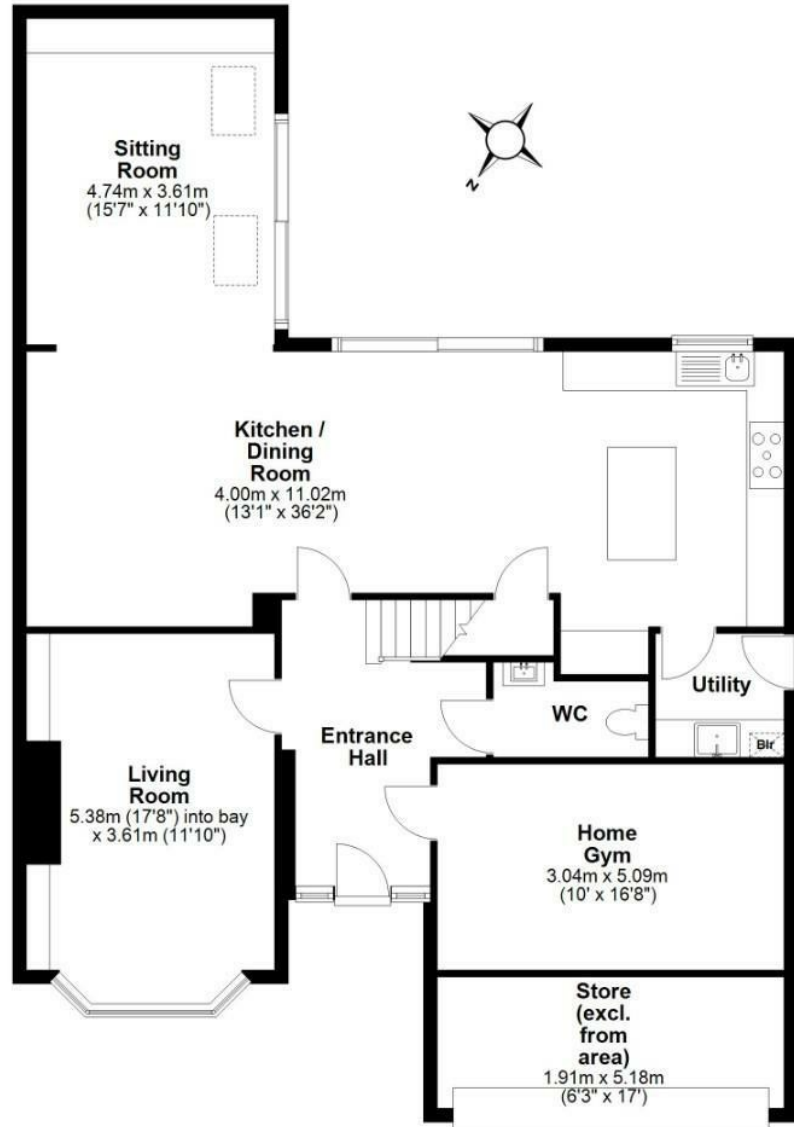 Sitting
Room
4.74m x 3.61m
(15'7" x 11'10")
N
Kitchen /
Dining
Room
4.00m x 11.02m
(13'1" x 36'2")
Utility
WC
Blr
Entrance
Hall
Living
Room
5.38m (17'8") into bay
x 3.61m (11'10")
Home
Gym
3.04m x 5.09m
(10' x 16'8")
Store
(excl.
from
area)
1.91m x 5.18m
(6'3" x 17')